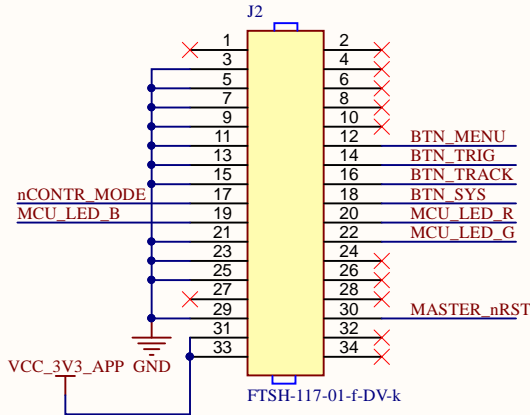 J2
1 2
3 4
5 6
7 8
9 10
11 12 BTN_MENU
13 14 BTN_TRIG
15 16 BTN_TRACK
nCONTR_MODE 17 18 BTN_SYS
MCU_LED_B 19 20 MCU_LED_R
21 22 MCU_LED_G
23 24
25 26
27 28
29 30 MASTER_nRST
31 32
33 34
VCC_3V3_APP GND
FTSH-117-01-f-DV-k